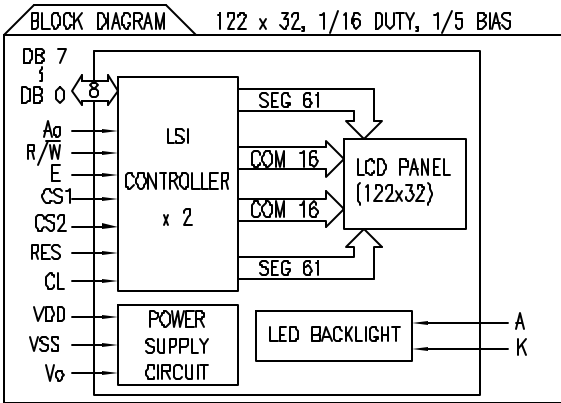 BLOCK DIAGRAM 122 x 32, 1/16 DUTY, 1/5 BIAS
DB 7
DB 0
8
Ao
R/W̅
E
CS1
CS2
RES
CL
LSI
CONTROLLER
x 2
SEG 61
COM 16
COM 16
SEG 61
LCD PANEL
(122x32)
VDD
VSS
Vo
POWER
SUPPLY
CIRCUIT
LED BACKLIGHT
A
K